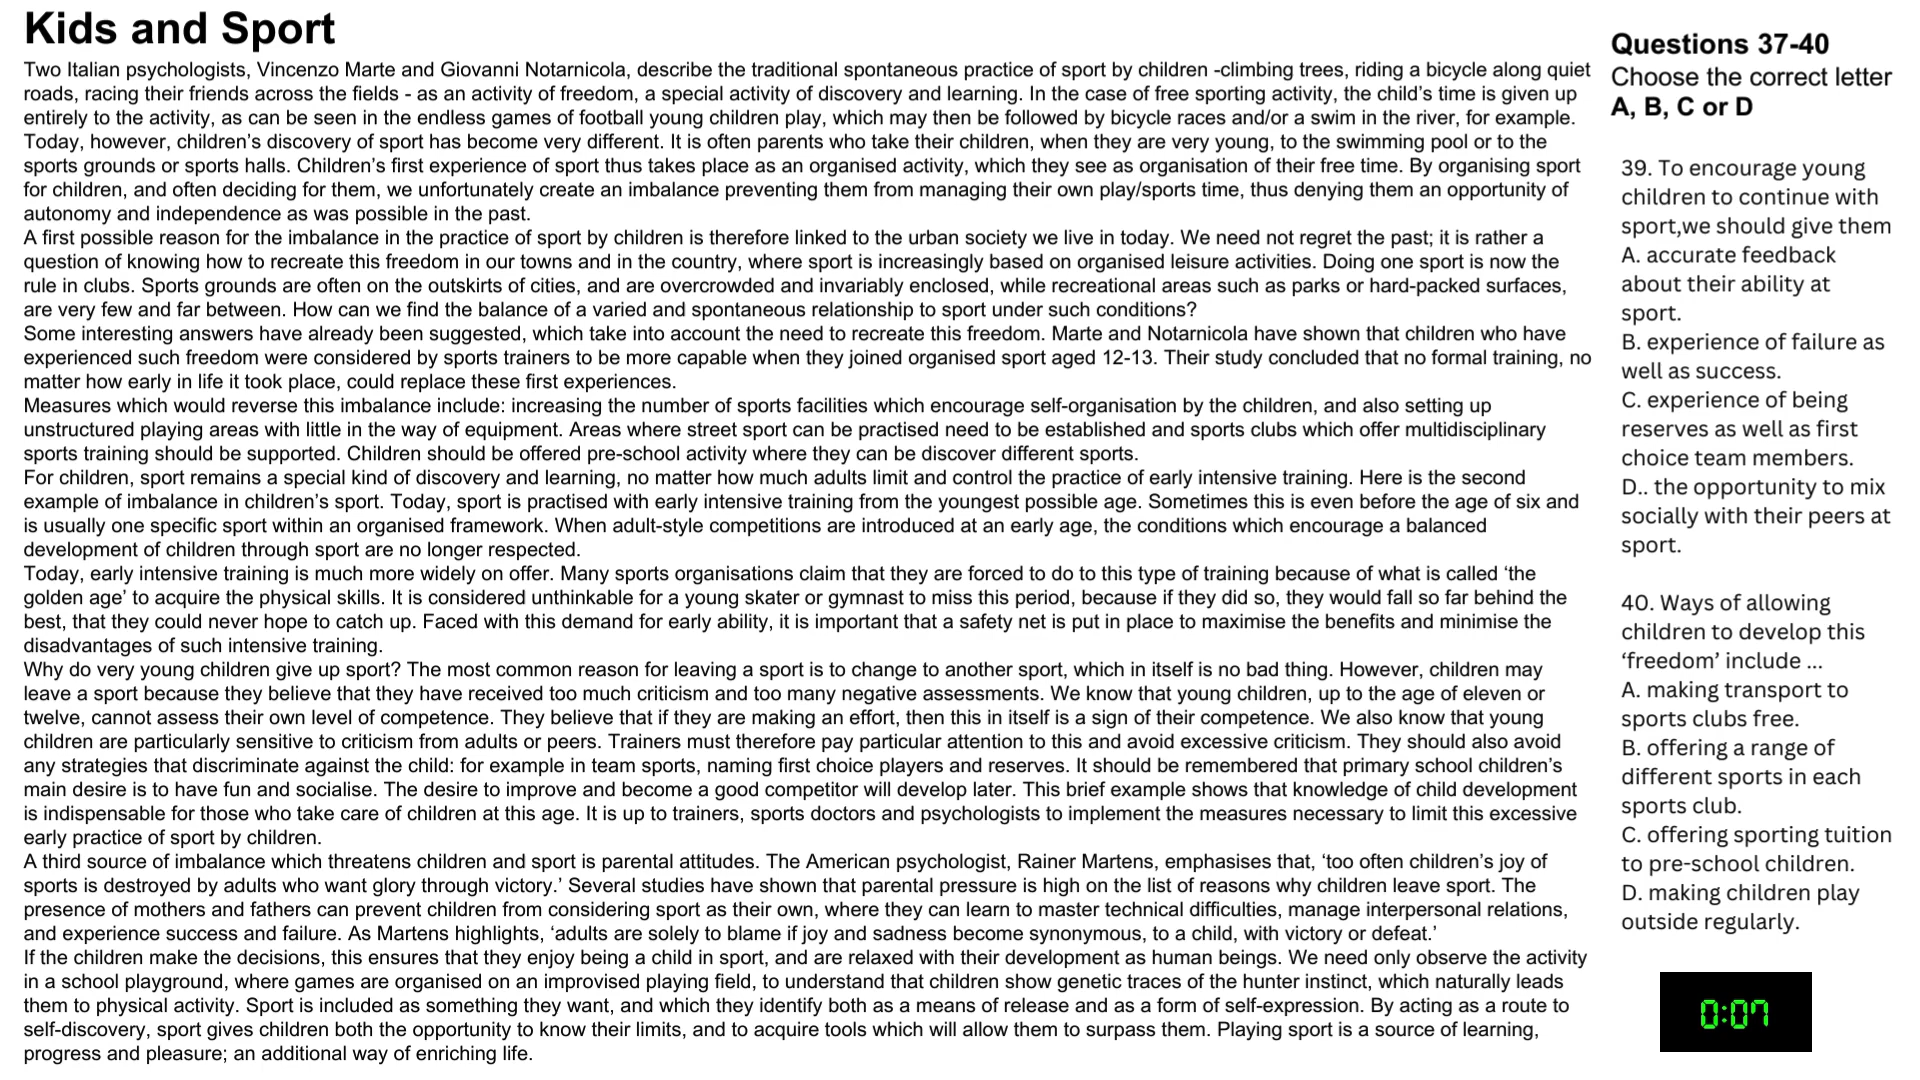 Kids and Sport
Two Italian psychologists, Vincenzo Marte and Giovanni Notarnicola, describe the traditional spontaneous practice of sport by children -climbing trees, riding a bicycle along quiet
roads, racing their friends across the fields - as an activity of freedom, a special activity of discovery and learning. In the case of free sporting activity, the child’s time is given up
entirely to the activity, as can be seen in the endless games of football young children play, which may then be followed by bicycle races and/or a swim in the river, for example.
Today, however, children’s discovery of sport has become very different. It is often parents who take their children, when they are very young, to the swimming pool or to the
sports grounds or sports halls. Children’s first experience of sport thus takes place as an organised activity, which they see as organisation of their free time. By organising sport
for children, and often deciding for them, we unfortunately create an imbalance preventing them from managing their own play/sports time, thus denying them an opportunity of
autonomy and independence as was possible in the past.
A first possible reason for the imbalance in the practice of sport by children is therefore linked to the urban society we live in today. We need not regret the past; it is rather a
question of knowing how to recreate this freedom in our towns and in the country, where sport is increasingly based on organised leisure activities. Doing one sport is now the
rule in clubs. Sports grounds are often on the outskirts of cities, and are overcrowded and invariably enclosed, while recreational areas such as parks or hard-packed surfaces,
are very few and far between. How can we find the balance of a varied and spontaneous relationship to sport under such conditions?
Some interesting answers have already been suggested, which take into account the need to recreate this freedom. Marte and Notarnicola have shown that children who have
experienced such freedom were considered by sports trainers to be more capable when they joined organised sport aged 12-13. Their study concluded that no formal training, no
matter how early in life it took place, could replace these first experiences.
Measures which would reverse this imbalance include: increasing the number of sports facilities which encourage self-organisation by the children, and also setting up
unstructured playing areas with little in the way of equipment. Areas where street sport can be practised need to be established and sports clubs which offer multidisciplinary
sports training should be supported. Children should be offered pre-school activity where they can be discover different sports.
For children, sport remains a special kind of discovery and learning, no matter how much adults limit and control the practice of early intensive training. Here is the second
example of imbalance in children’s sport. Today, sport is practised with early intensive training from the youngest possible age. Sometimes this is even before the age of six and
is usually one specific sport within an organised framework. When adult-style competitions are introduced at an early age, the conditions which encourage a balanced
development of children through sport are no longer respected.
Today, early intensive training is much more widely on offer. Many sports organisations claim that they are forced to do to this type of training because of what is called ‘the
golden age’ to acquire the physical skills. It is considered unthinkable for a young skater or gymnast to miss this period, because if they did so, they would fall so far behind the
best, that they could never hope to catch up. Faced with this demand for early ability, it is important that a safety net is put in place to maximise the benefits and minimise the
disadvantages of such intensive training.
Why do very young children give up sport? The most common reason for leaving a sport is to change to another sport, which in itself is no bad thing. However, children may
leave a sport because they believe that they have received too much criticism and too many negative assessments. We know that young children, up to the age of eleven or
twelve, cannot assess their own level of competence. They believe that if they are making an effort, then this in itself is a sign of their competence. We also know that young
children are particularly sensitive to criticism from adults or peers. Trainers must therefore pay particular attention to this and avoid excessive criticism. They should also avoid
any strategies that discriminate against the child: for example in team sports, naming first choice players and reserves. It should be remembered that primary school children’s
main desire is to have fun and socialise. The desire to improve and become a good competitor will develop later. This brief example shows that knowledge of child development
is indispensable for those who take care of children at this age. It is up to trainers, sports doctors and psychologists to implement the measures necessary to limit this excessive
early practice of sport by children.
A third source of imbalance which threatens children and sport is parental attitudes. The American psychologist, Rainer Martens, emphasises that, ‘too often children’s joy of
sports is destroyed by adults who want glory through victory.’ Several studies have shown that parental pressure is high on the list of reasons why children leave sport. The
presence of mothers and fathers can prevent children from considering sport as their own, where they can learn to master technical difficulties, manage interpersonal relations,
and experience success and failure. As Martens highlights, ‘adults are solely to blame if joy and sadness become synonymous, to a child, with victory or defeat.’
If the children make the decisions, this ensures that they enjoy being a child in sport, and are relaxed with their development as human beings. We need only observe the activity
in a school playground, where games are organised on an improvised playing field, to understand that children show genetic traces of the hunter instinct, which naturally leads
them to physical activity. Sport is included as something they want, and which they identify both as a means of release and as a form of self-expression. By acting as a route to
self-discovery, sport gives children both the opportunity to know their limits, and to acquire tools which will allow them to surpass them. Playing sport is a source of learning,
progress and pleasure; an additional way of enriching life.
Questions 37-40
Choose the correct letter
A, B, C or D
39. To encourage young
children to continue with
sport,we should give them
A. accurate feedback
about their ability at
sport.
B. experience of failure as
well as success.
C. experience of being
reserves as well as first
choice team members.
D.. the opportunity to mix
socially with their peers at
sport.
40. Ways of allowing
children to develop this
‘freedom’ include ...
A. making transport to
sports clubs free.
B. offering a range of
different sports in each
sports club.
C. offering sporting tuition
to pre-school children.
D. making children play
outside regularly.
0:07